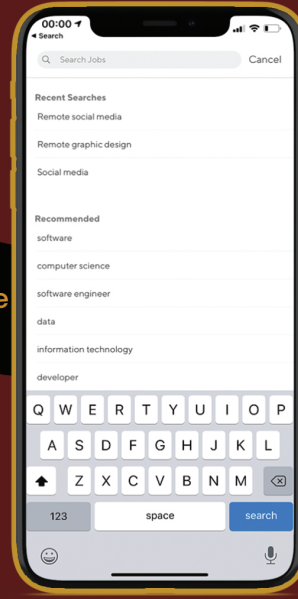 00:00
Search
Search Jobs Cancel
Recent Searches
Remote social media
Remote graphic design
Social media
Recommended
software
computer science
software engineer
data
information technology
developer
e
Q W E R T Y U I O P
A S D F G H J K L
Z X C V B N M
123 space search